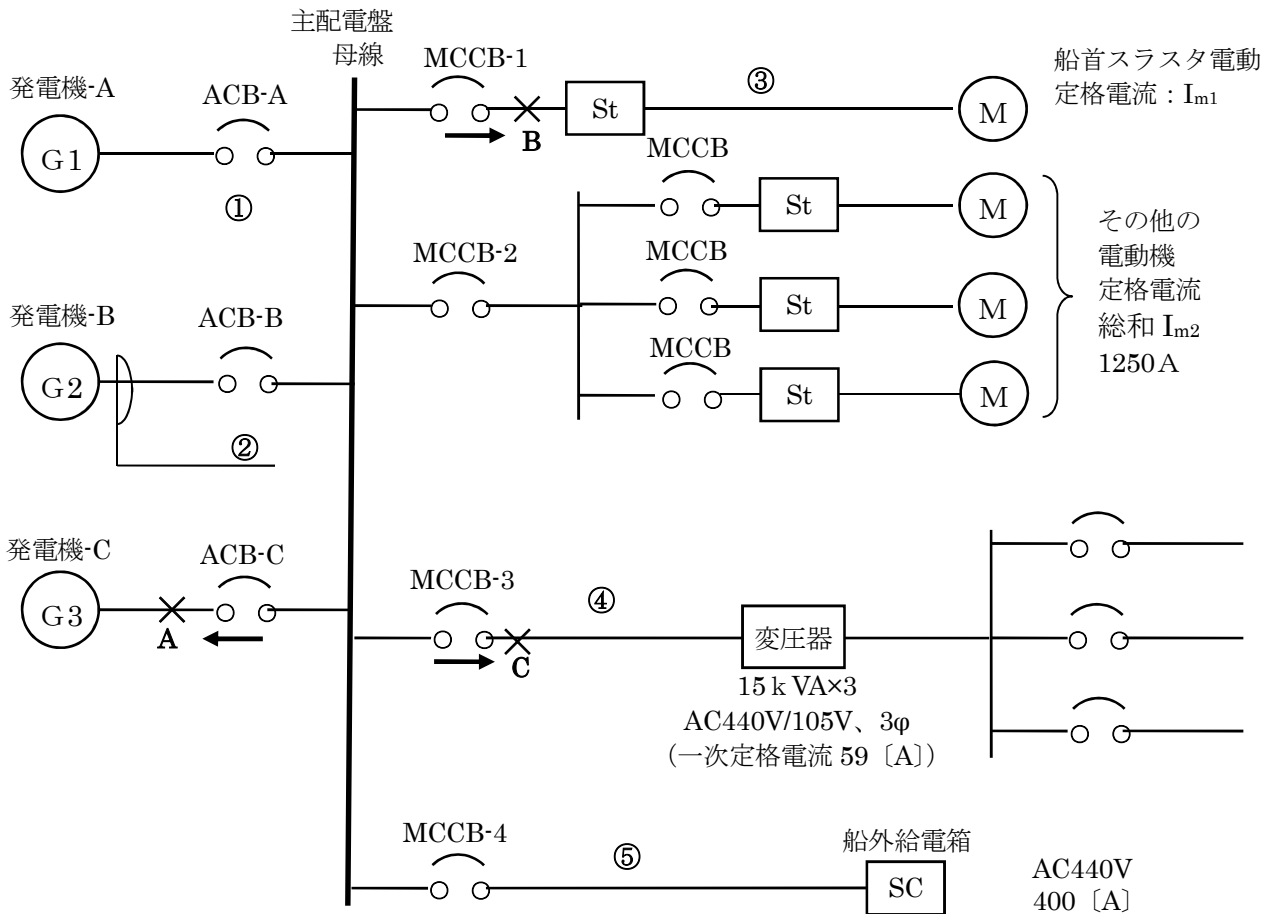 主配電盤
母線
MCCB-1
③
船首スラスタ電動
定格電流：Im1
発電機-A
ACB-A
G1
①
St
M
B
MCCB
St
M
MCCB-2
MCCB
St
M
MCCB
St
M
その他の
電動機
定格電流
総和 Im2
1250A
発電機-B
ACB-B
G2
②
発電機-C
ACB-C
G3
A
MCCB-3
④
C
変圧器
15ｋVA×3
AC440V/105V、3φ
（一次定格電流 59〔A〕）
MCCB-4
⑤
船外給電箱
SC
AC440V
400〔A〕